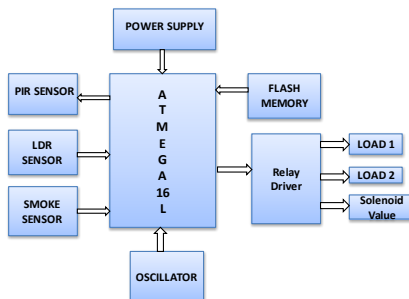 POWER SUPPLY
PIR SENSOR
A
T
M
E
G
A
16
L
FLASH
MEMORY
LDR
SENSOR
Relay
Driver
LOAD 1
LOAD 2
Solenoid
Value
SMOKE
SENSOR
OSCILLATOR